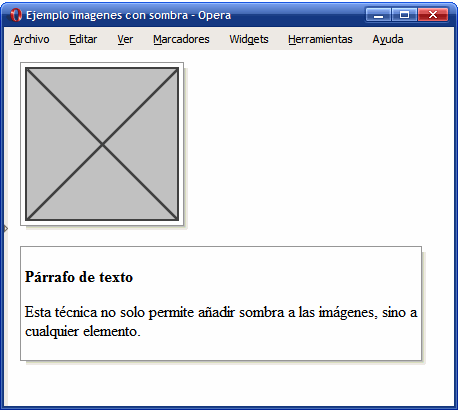 Ejemplo imagenes con sombra - Opera
Archivo Editar Ver Marcadores Widgets Herramientas Ayuda
Párrafo de texto
Esta técnica no solo permite añadir sombra a las imágenes, sino a
cualquier elemento.